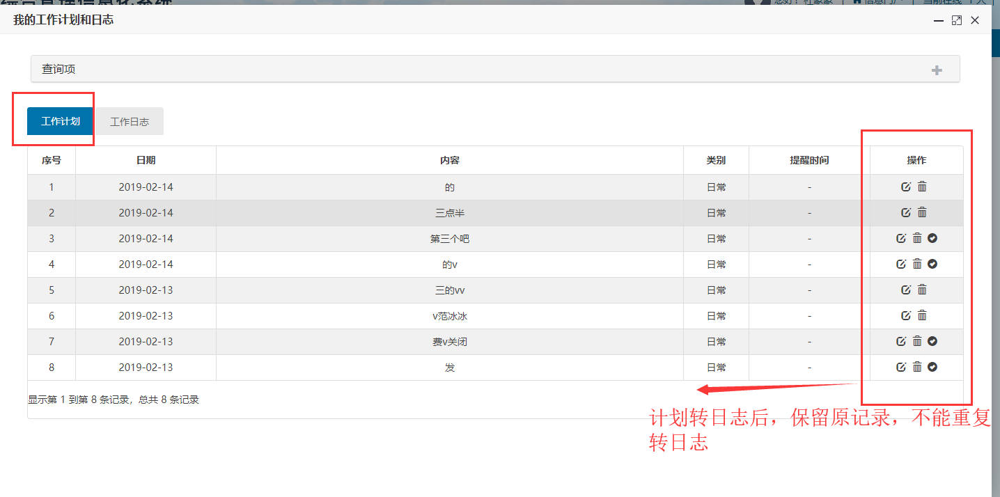 我的工作计划和日志
查询项
工作计划 工作日志
序号 日期 内容 类别 提醒时间 操作
1 2019-02-14 的 日常 -
2 2019-02-14 三点半 日常 -
3 2019-02-14 第三个吧 日常 -
4 2019-02-14 的v 日常 -
5 2019-02-13 三的vv 日常 -
6 2019-02-13 v范冰冰 日常 -
7 2019-02-13 费v关闭 日常 -
8 2019-02-13 发 日常 -
显示第 1 到第 8 条记录，总共 8 条记录
计划转日志后，保留原记录，不能重复
转日志